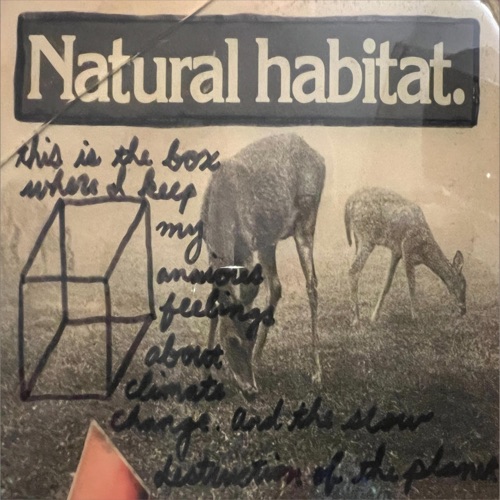 Natural habitat.
this is the box
where I keep
my
anxious
feelings
about
climate
change. and the slow
destruction of the planet